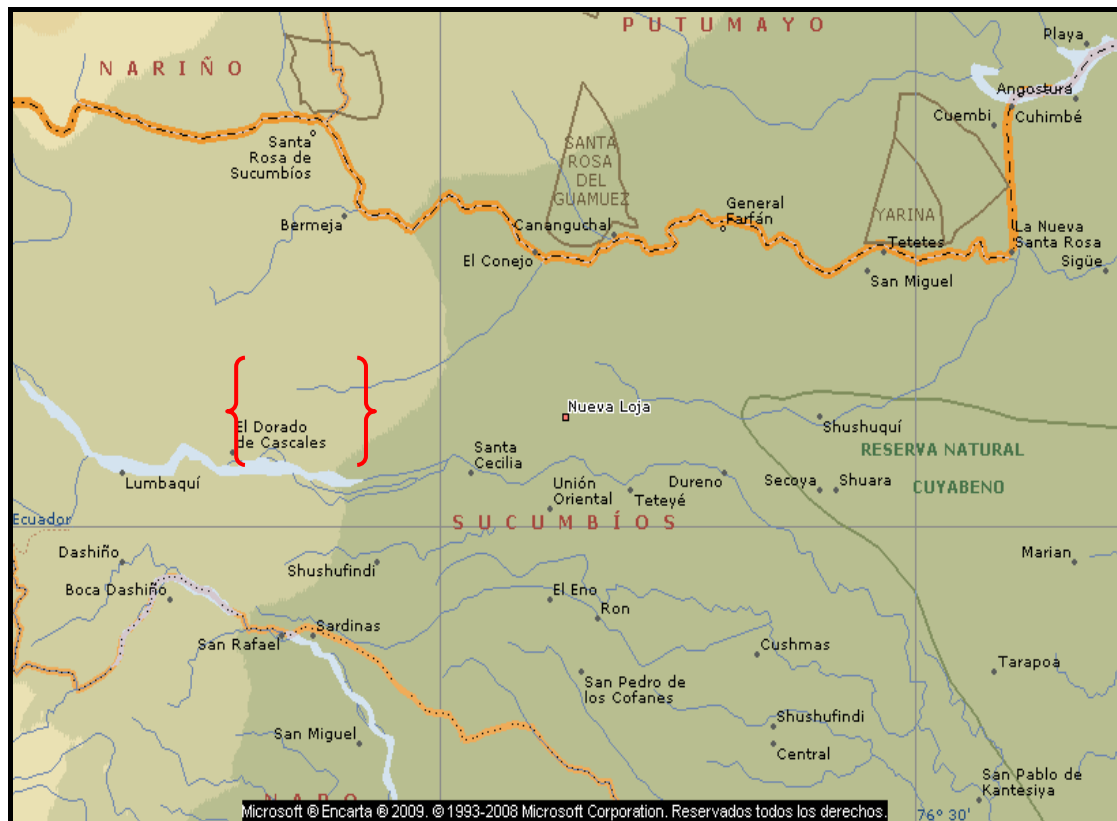 PUTUMAYO
Playa
NARIÑO
Angostura
Cuembi
Cuhimbé
Santa
Rosa de
Sucumbíos
SANTA
ROSA
DEL
GUAMUEZ
General
Farfán
YARINA
La Nueva
Santa Rosa
Bermeja
Cananguchal
Tetetes
El Conejo
Sigüe
San Miguel
Nueva Loja
El Dorado
de Cascales
Shushuquí
RESERVA NATURAL
CUYABENO
Santa
Cecilia
Lumbaquí
Unión
Oriental
Teteyé
Dureno
Secoya
Shuara
Ecuador
SUCUMBÍOS
Dashiño
Shushufindi
Marian
Boca Dashiño
El Eno
Ron
San Rafael
Sardinas
Cushmas
Tarapoa
San Pedro de
los Cofanes
Shushufindi
San Miguel
Central
San Pablo de
Kantesiya
NAPO
Microsoft ® Encarta ® 2009. © 1993-2008 Microsoft Corporation. Reservados todos los derechos.
76° 30'